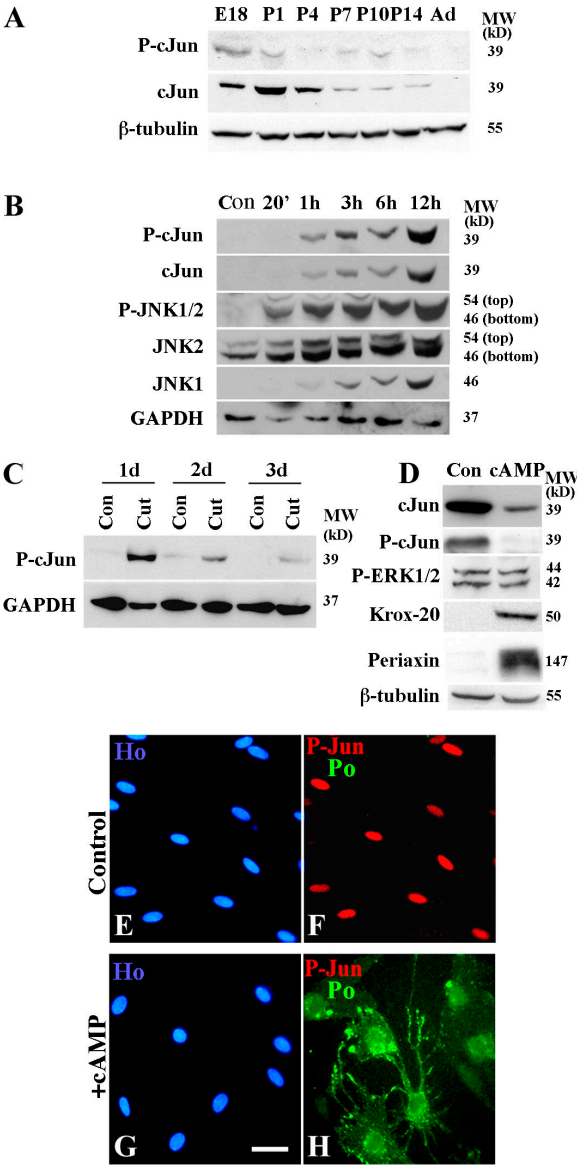 A
E18 P1 P4 P7 P10 P14 Ad
MW
(kD)
P-cJun
39
cJun
39
β-tubulin
55
B
Con 20’ 1h 3h 6h 12h
MW
(kD)
P-cJun
39
cJun
39
P-JNK1/2
54 (top)
46 (bottom)
JNK2
54 (top)
46 (bottom)
JNK1
46
GAPDH
37
C
1d 2d 3d
Con Cut Con Cut Con Cut
MW
(kD)
P-cJun
39
GAPDH
37
D
Con cAMP
MW
(kD)
cJun
39
P-cJun
39
P-ERK1/2
44
42
Krox-20
50
Periaxin
147
β-tubulin
55
Control
Ho
E
P-Jun
Po
F
+cAMP
Ho
G
P-Jun
Po
H